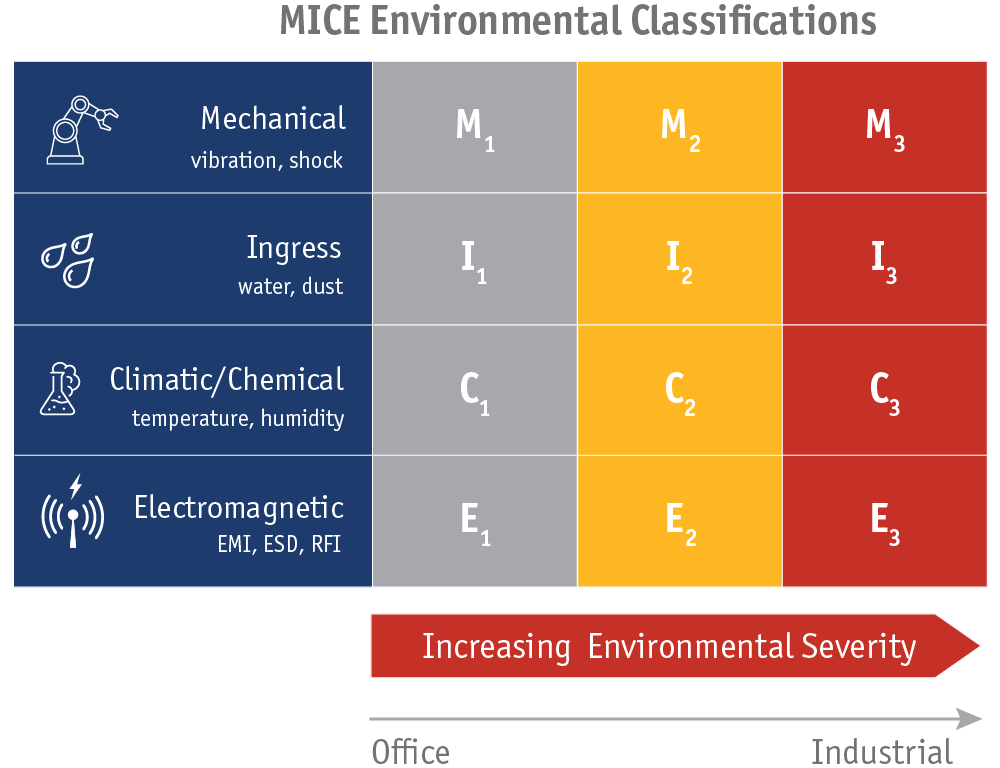 MICE Environmental Classifications
Mechanical
vibration, shock
M1
M2
M3
Ingress
water, dust
I1
I2
I3
Climatic/Chemical
temperature, humidity
C1
C2
C3
Electromagnetic
EMI, ESD, RFI
E1
E2
E3
Increasing Environmental Severity
Office
Industrial